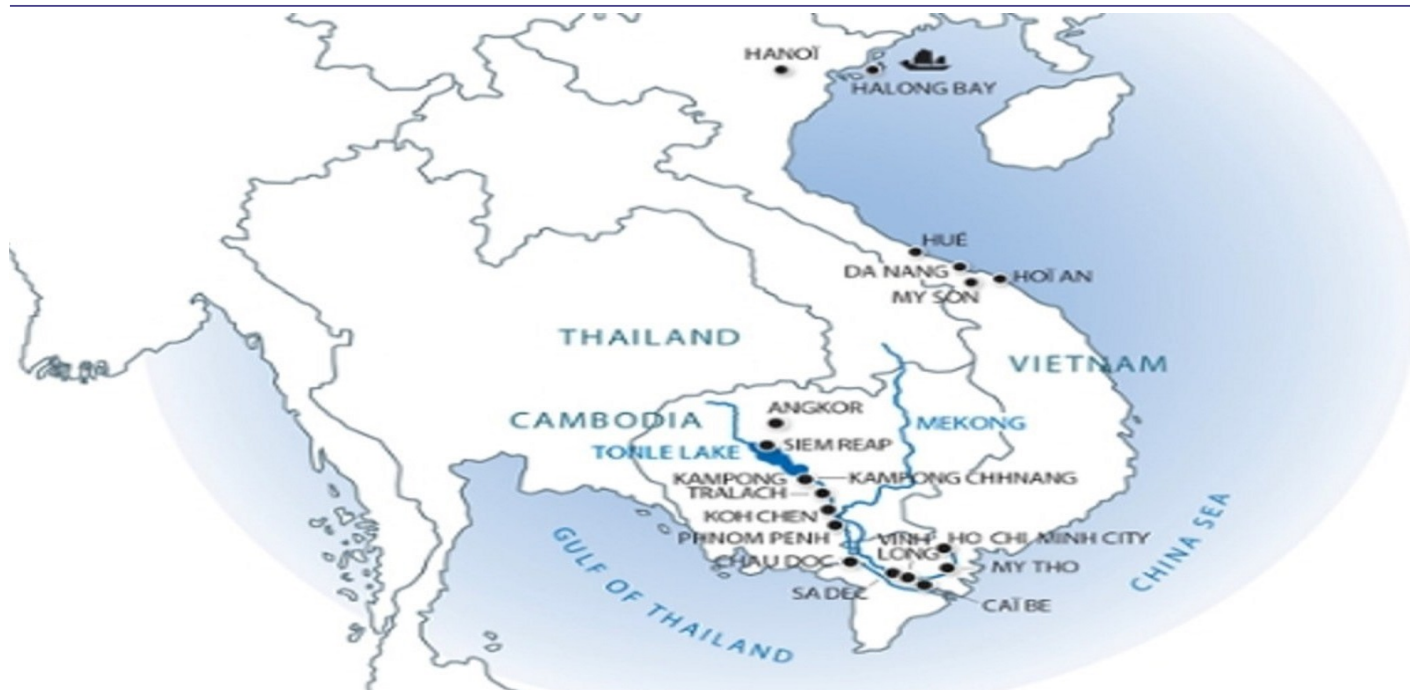 HANOÏ
HALONG BAY
HUÉ
DA NANG
HOÏ AN
MY SON
THAILAND
VIETNAM
ANGKOR
CAMBODIA
MEKONG
SIEM REAP
TONLE LAKE
KAMPONG
TRALACH
KAMPONG CHHNANG
KOH CHEN
PHNOM PENH
VINH
LONG
HO CHI MINH CITY
CHAU DOC
MY THO
SA DEC
CAÏ BE
GULF OF THAILAND
CHINA SEA